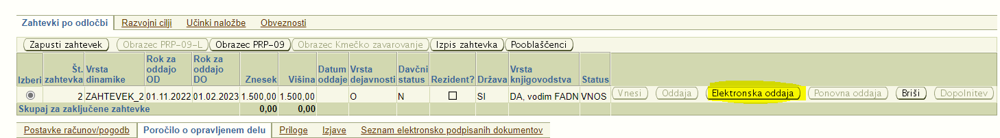 Zahtevki po odločbi Razvojni cilji Učinki naložbe Obveznosti
Zapusti zahtevek Obrazec PRP-09-L Obrazec PRP-09 Obrazec Kmečko zavarovanje Izpis zahtevka Pooblaščenci
Izberi Št. zahtevka Vrsta dinamike Rok za oddajo OD Rok za oddajo DO Znesek Višina Datum oddaje Vrsta dejavnosti Davčni status Rezident? Država Vrsta knjigovodstva Status
2 ZAHTEVEK_2 01.11.2022 01.02.2023 1.500,00 1.500,00 O N SI DA, vodim FADN VNOS Vnesi Oddaja Elektronska oddaja Ponovna oddaja Briši Dopolnitev
Skupaj za zaključene zahtevke 0,00 0,00
Postavke računov/pogodb Poročilo o opravljenem delu Priloge Izjave Seznam elektronsko podpisanih dokumentov